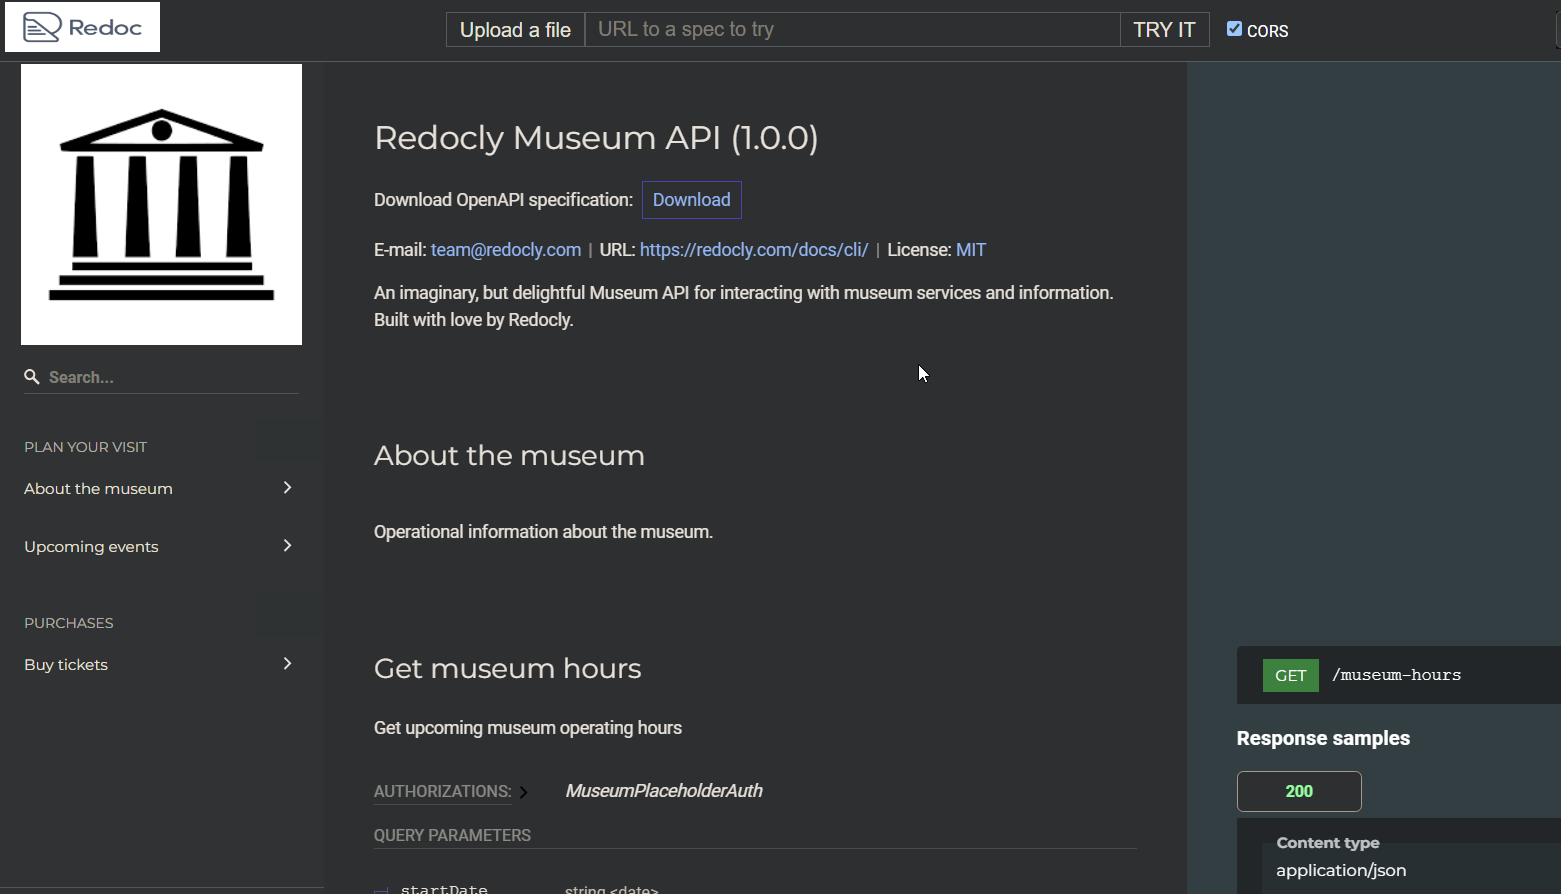 Redoc
Upload a file
URL to a spec to try
TRY IT
CORS
Search...
PLAN YOUR VISIT
About the museum
Upcoming events
PURCHASES
Buy tickets
Redocly Museum API (1.0.0)
Download OpenAPI specification: Download
E-mail: team@redocly.com | URL: https://redocly.com/docs/cli/ | License: MIT
An imaginary, but delightful Museum API for interacting with museum services and information.
Built with love by Redocly.
About the museum
Operational information about the museum.
Get museum hours
Get upcoming museum operating hours
AUTHORIZATIONS: MuseumPlaceholderAuth
QUERY PARAMETERS
startDate string <date>
GET /museum-hours
Response samples
200
Content type
application/json